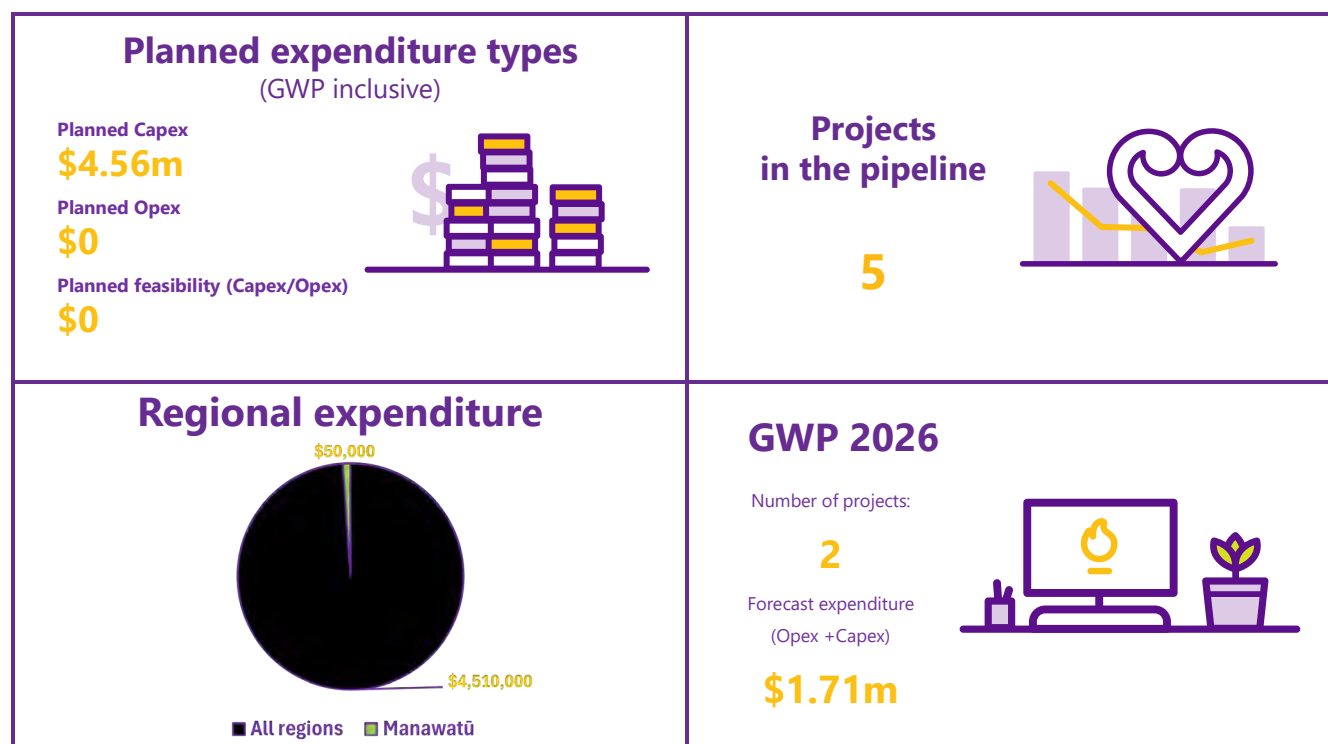 Planned expenditure types
(GWP inclusive)
Planned Capex
$4.56m
Planned Opex
$0
Planned feasibility (Capex/Opex)
$0
$
Projects
in the pipeline
5
Regional expenditure
$50,000
$4,510,000
All regions
Manawatū
GWP 2026
Number of projects:
2
Forecast expenditure
(Opex +Capex)
$1.71m